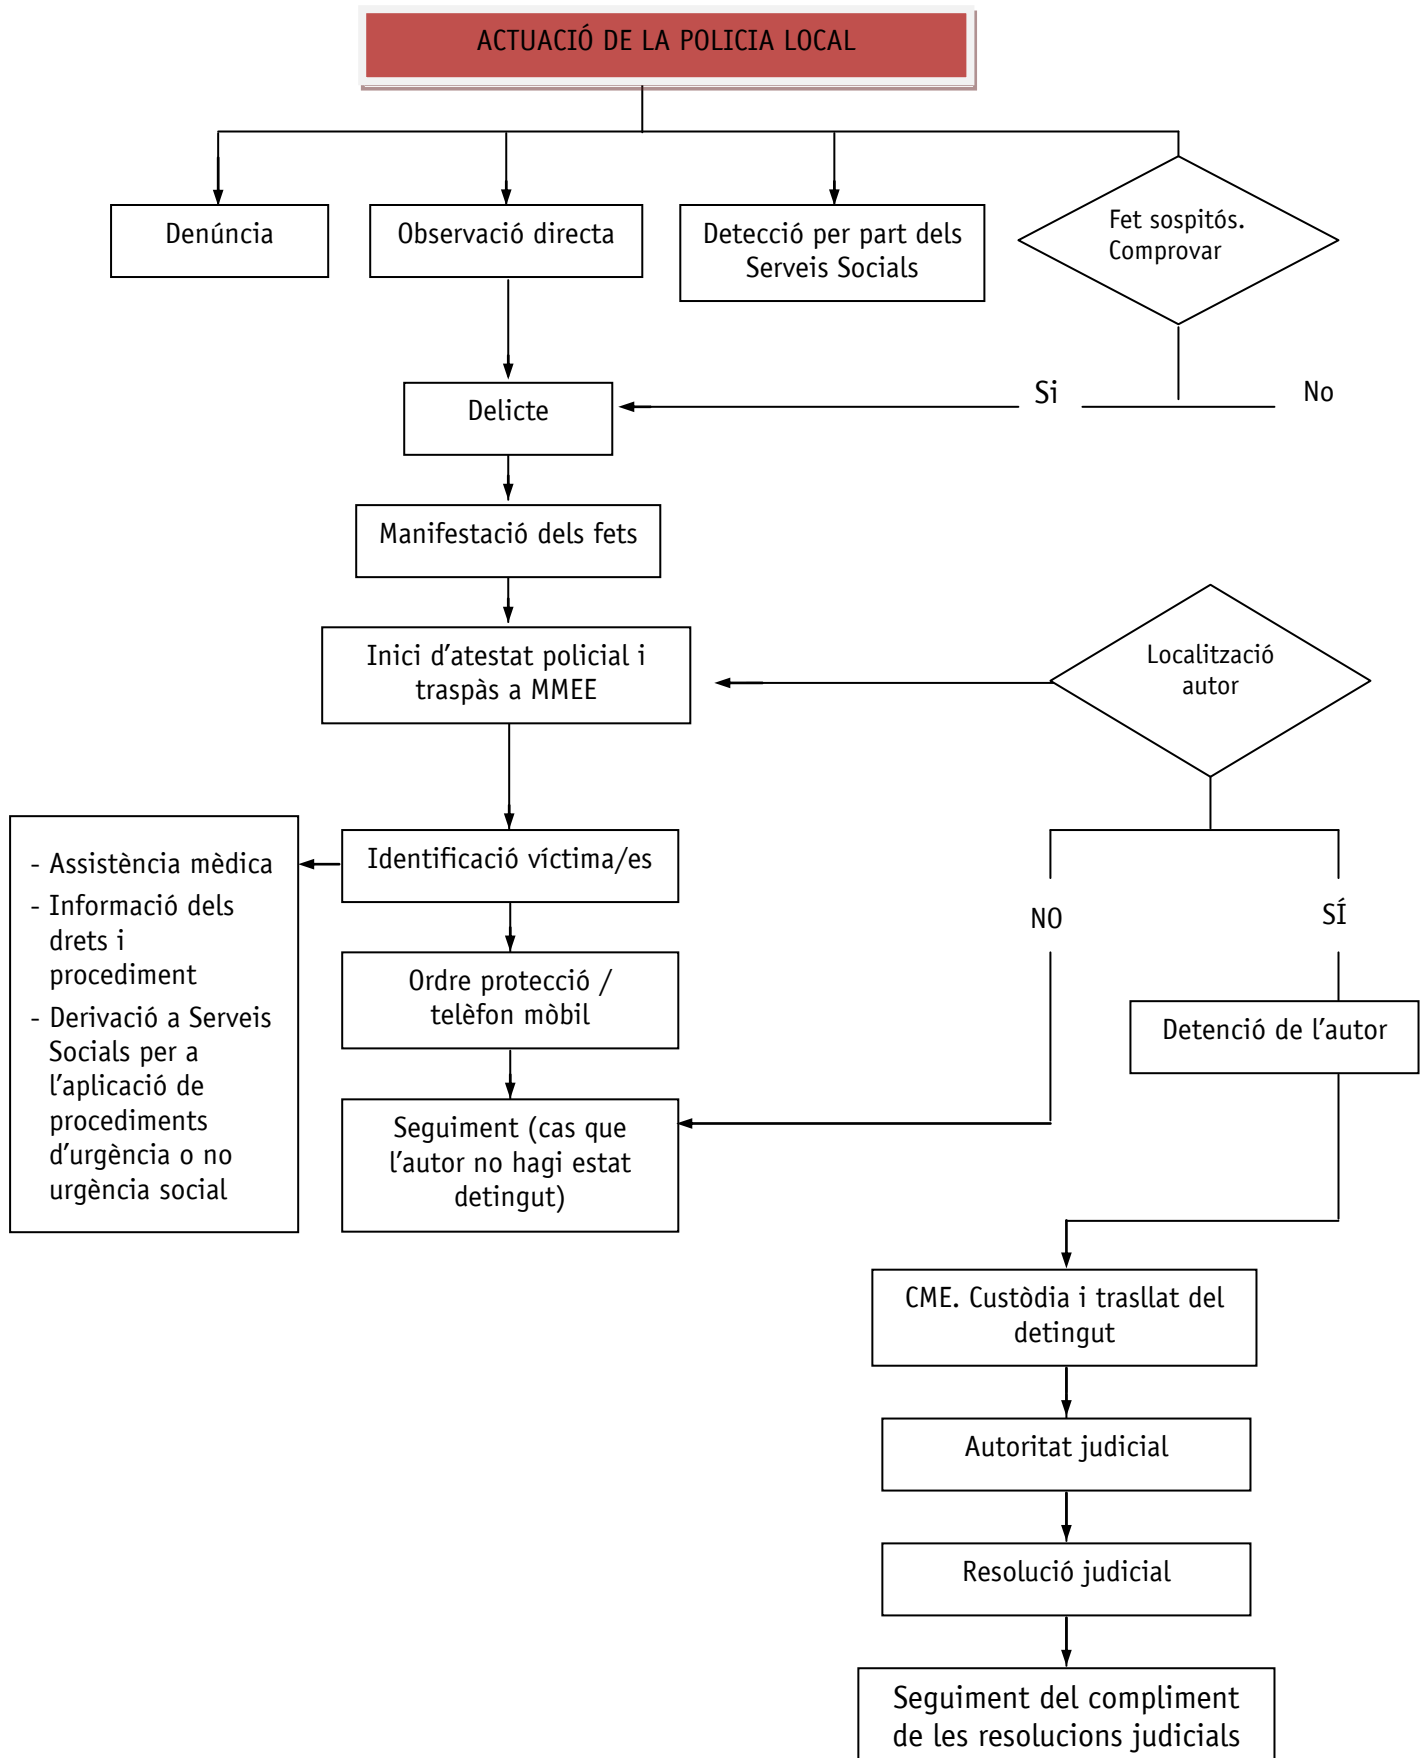 ACTUACIÓ DE LA POLICIA LOCAL
Denúncia
Observació directa
Detecció per part dels
Serveis Socials
Fet sospitós.
Comprovar
Si
No
Delicte
Manifestació dels fets
Inici d'atestat policial i
traspàs a MMEE
Localització
autor
- Assistència mèdica
- Informació dels
drets i
procediment
- Derivació a Serveis
Socials per a
l'aplicació de
procediments
d'urgència o no
urgència social
Identificació víctima/es
Ordre protecció /
telèfon mòbil
Seguiment (cas que
l'autor no hagi estat
detingut)
NO
SÍ
Detenció de l'autor
CME. Custòdia i trasllat del
detingut
Autoritat judicial
Resolució judicial
Seguiment del compliment
de les resolucions judicials